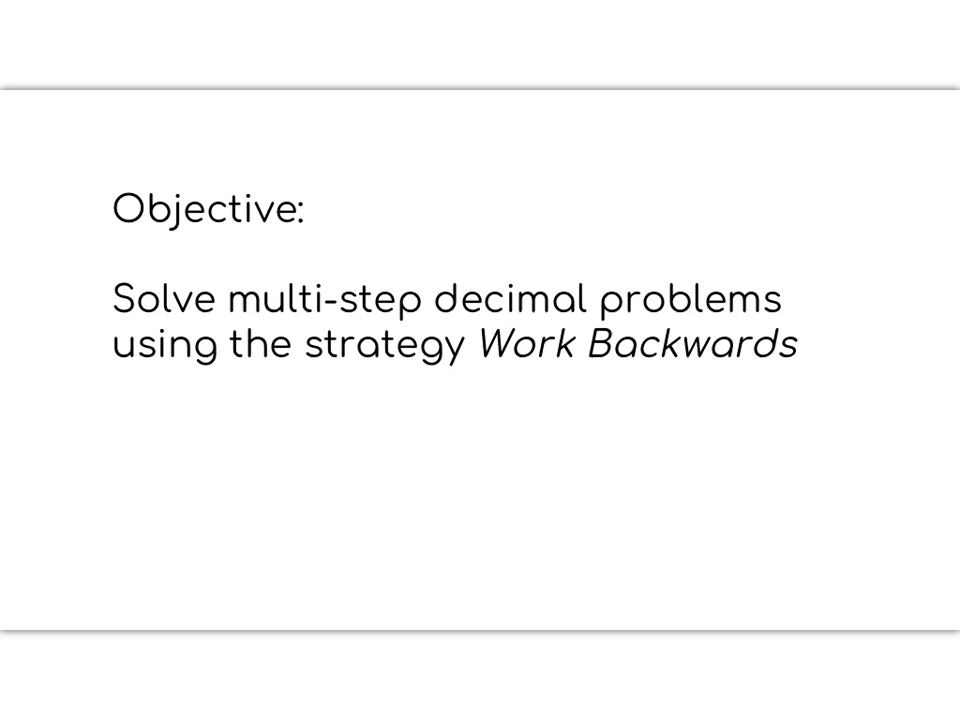 Objective:
Solve multi-step decimal problems
using the strategy Work Backwards